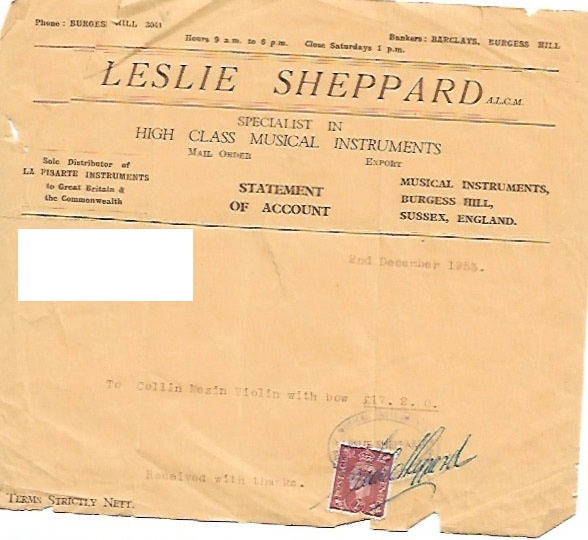 Phone: BURGESS HILL 3041
Bankers: BARCLAYS, BURGESS HILL
Hours 9 a.m. to 6 p.m. Close Saturdays 1 p.m.
LESLIE SHEPPARD A.L.C.M.
SPECIALIST IN
HIGH CLASS MUSICAL INSTRUMENTS
MAIL ORDER EXPORT
Sole Distributor of
LA PISARTE INSTRUMENTS
to Great Britain &
the Commonwealth
STATEMENT
OF ACCOUNT
MUSICAL INSTRUMENTS,
BURGESS HILL,
SUSSEX, ENGLAND.
2nd December 1953.
To Collin Mezin Violin with bow £17. 2. 0.
Received with thanks.
POSTAGE
TERMS STRICTLY NETT.